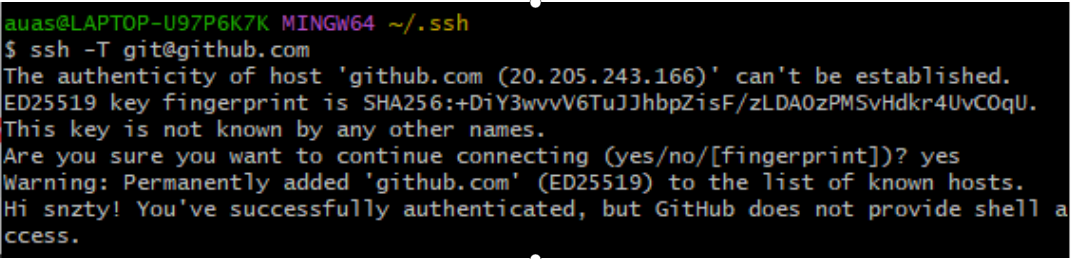 auas@LAPTOP-U97P6K7K MINGW64 ~/.ssh
$ ssh -T git@github.com
The authenticity of host 'github.com (20.205.243.166)' can't be established.
ED25519 key fingerprint is SHA256:+DiY3wvvV6TuJJhbpZisF/zLDA0zPMSvHdkr4UvCOqU.
This key is not known by any other names.
Are you sure you want to continue connecting (yes/no/[fingerprint])? yes
Warning: Permanently added 'github.com' (ED25519) to the list of known hosts.
Hi snzty! You've successfully authenticated, but GitHub does not provide shell a
ccess.